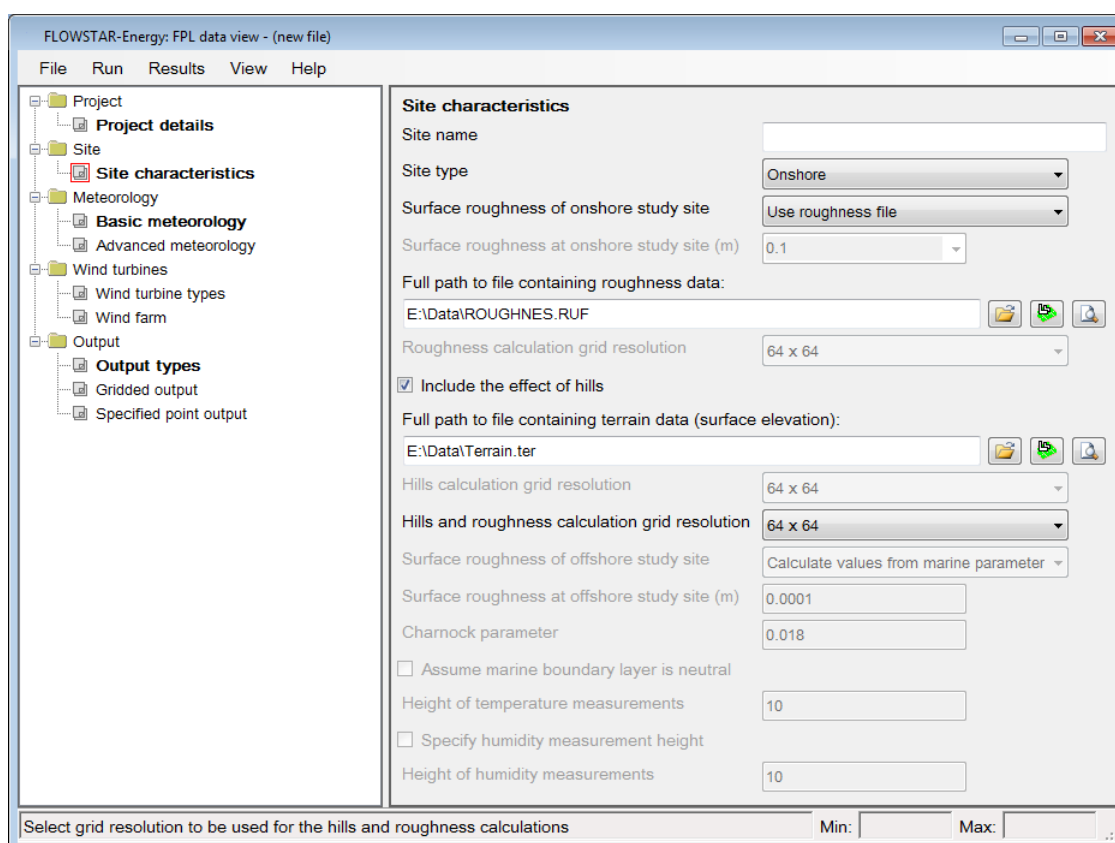 FLOWSTAR-Energy: FPL data view - (new file)
File Run Results View Help
Project
Project details
Site
Site characteristics
Meteorology
Basic meteorology
Advanced meteorology
Wind turbines
Wind turbine types
Wind farm
Output
Output types
Gridded output
Specified point output
Site characteristics
Site name
Site type Onshore
Surface roughness of onshore study site Use roughness file
Surface roughness at onshore study site (m) 0.1
Full path to file containing roughness data:
E:\Data\ROUGHNES.RUF
Roughness calculation grid resolution 64 x 64
Include the effect of hills
Full path to file containing terrain data (surface elevation):
E:\Data\Terrain.ter
Hills calculation grid resolution 64 x 64
Hills and roughness calculation grid resolution 64 x 64
Surface roughness of offshore study site Calculate values from marine parameter
Surface roughness at offshore study site (m) 0.0001
Charnock parameter 0.018
Assume marine boundary layer is neutral
Height of temperature measurements 10
Specify humidity measurement height
Height of humidity measurements 10
Select grid resolution to be used for the hills and roughness calculations Min: Max: